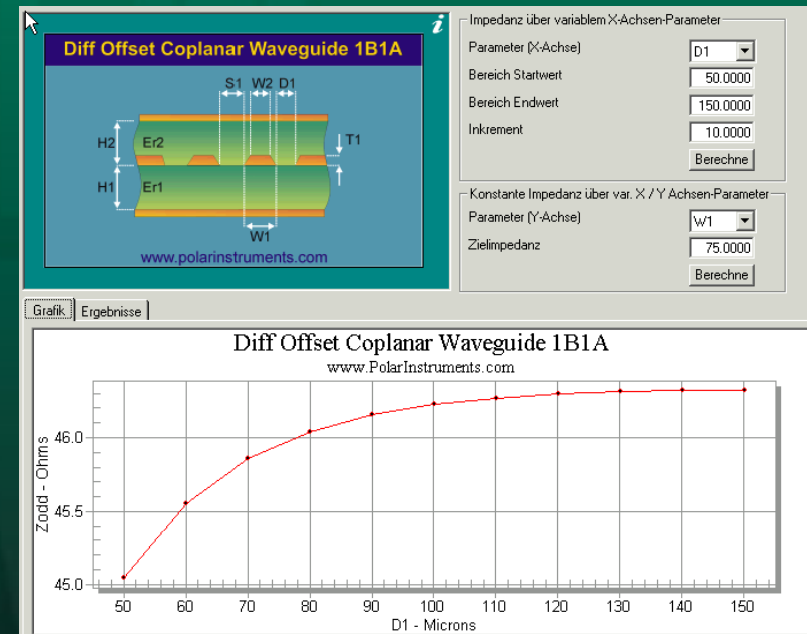 i
Diff Offset Coplanar Waveguide 1B1A
S1 W2 D1
T1
H2 Er2
H1 Er1
W1
www.polarinstruments.com
Impedanz über variablem X-Achsen-Parameter
Parameter (X-Achse) D1
Bereich Startwert 50.0000
Bereich Endwert 150.0000
Inkrement 10.0000
Berechne
Konstante Impedanz über var. X / Y Achsen-Parameter
Parameter (Y-Achse) W1
Zielimpedanz 75.0000
Berechne
Grafik Ergebnisse
Diff Offset Coplanar Waveguide 1B1A
www.PolarInstruments.com
Zodd - Ohms
46.0
45.5
45.0
50 60 70 80 90 100 110 120 130 140 150
D1 - Microns